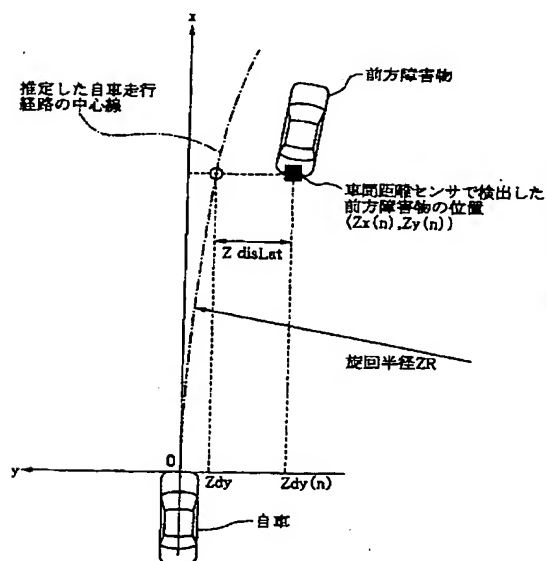 x
前方障害物
推定した自車走行
経路の中心線
車間距離センサで検出した
前方障害物の位置
(Zx(n),Zy(n))
Z disLat
旋回半径ZR
O
y
Zdy
Zdy(n)
自車